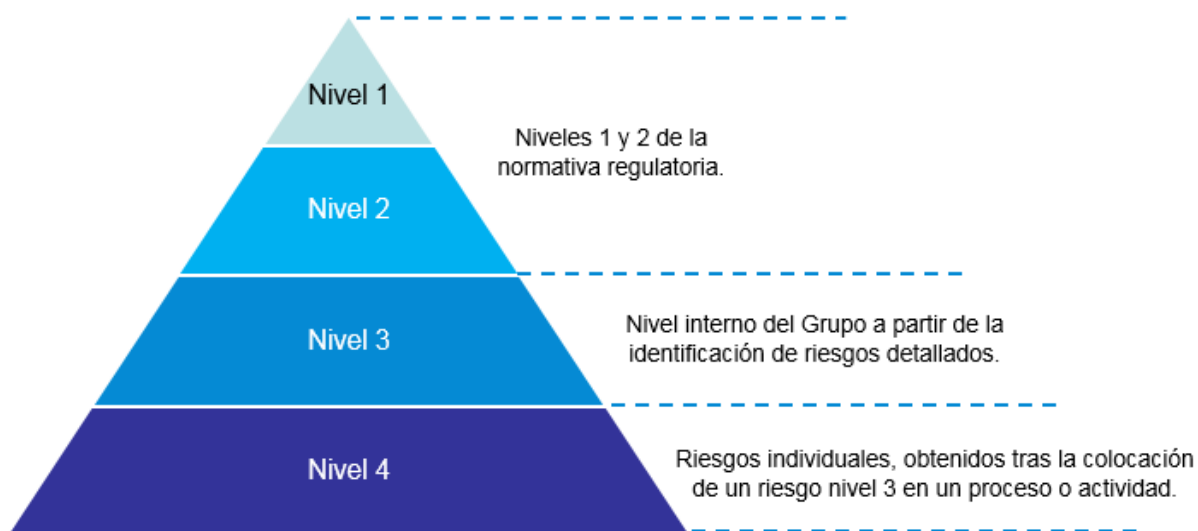 Nivel 1
Niveles 1 y 2 de la
normativa regulatoria.
Nivel 2
Nivel 3
Nivel interno del Grupo a partir de la
identificación de riesgos detallados.
Nivel 4
Riesgos individuales, obtenidos tras la colocación
de un riesgo nivel 3 en un proceso o actividad.